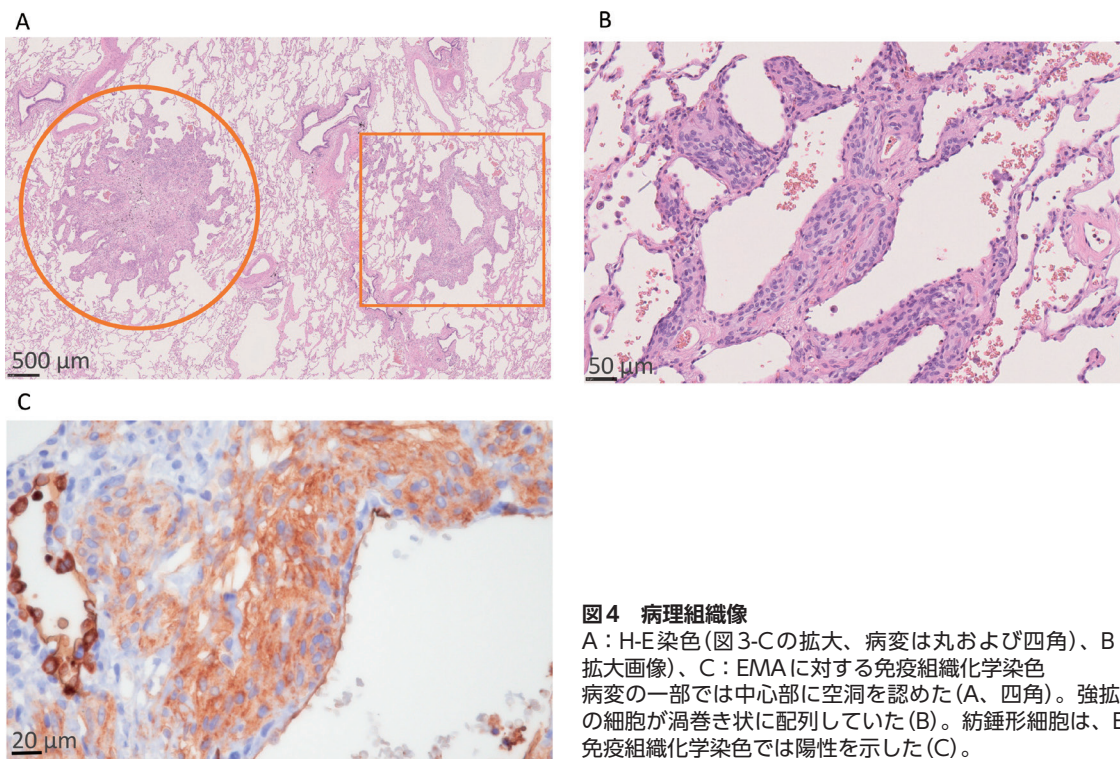 A
B
500 µm
50 µm
C
20 µm
図4 病理組織像
A：H-E染色(図3-Cの拡大、病変は丸および四角)、B
拡大画像)、C：EMAに対する免疫組織化学染色
病変の一部では中心部に空洞を認めた(A、四角)。強拡
の細胞が渦巻き状に配列していた(B)。紡錘形細胞は、E
免疫組織化学染色では陽性を示した(C)。